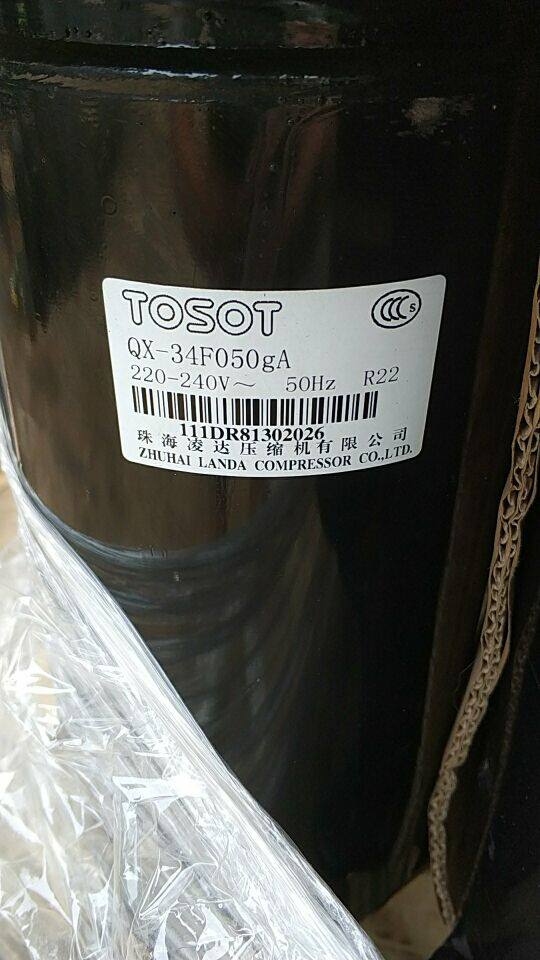 TOSOT
CCC S
QX-34F050gA
220-240V~ 50Hz R22
111DR81302026
珠海凌达压缩机有限公司
ZHUHAI LANDA COMPRESSOR CO.,LTD.